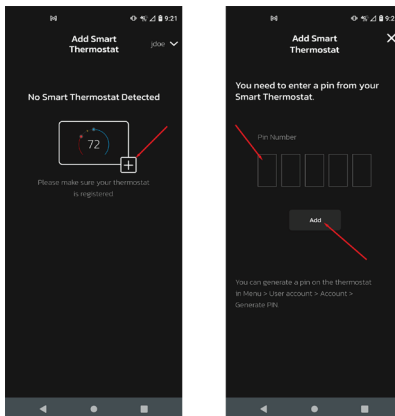 9:21
Add Smart
Thermostat
jdoe
No Smart Thermostat Detected
72
Please make sure your thermostat
is registered
9:2
Add Smart
Thermostat
You need to enter a pin from your
Smart Thermostat.
Pin Number
Add
You can generate a pin on the thermostat
in Menu > User account > Account >
Generate PIN